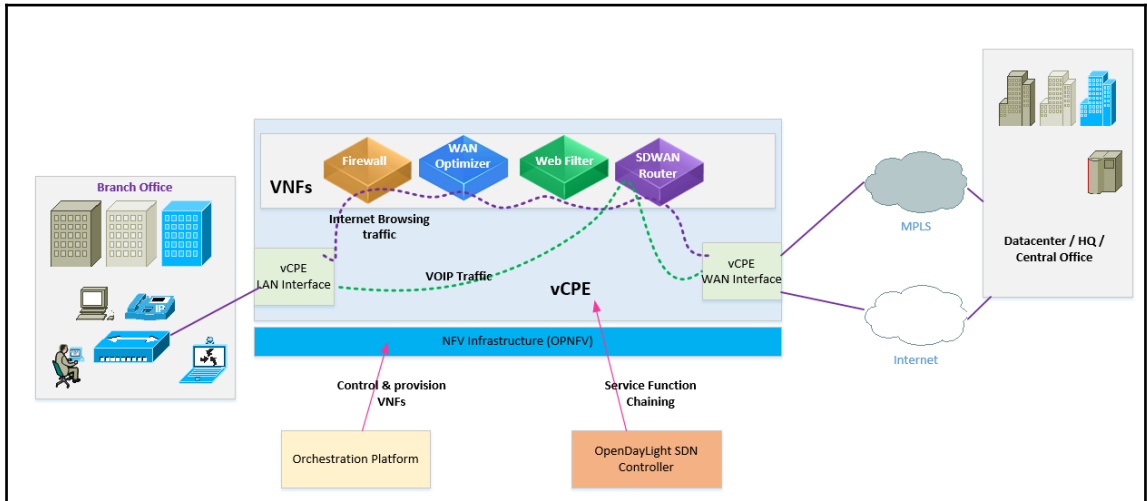 Branch Office
VNFs
Firewall
WAN
Optimizer
Web Filter
SDWAN
Router
Internet Browsing
traffic
vCPE
LAN Interface
VOIP Traffic
vCPE
vCPE
WAN Interface
NFV Infrastructure (OPNFV)
Control & provision
VNFs
Service Function
Chaining
Orchestration Platform
OpenDayLight SDN
Controller
MPLS
Internet
Datacenter / HQ /
Central Office
IP